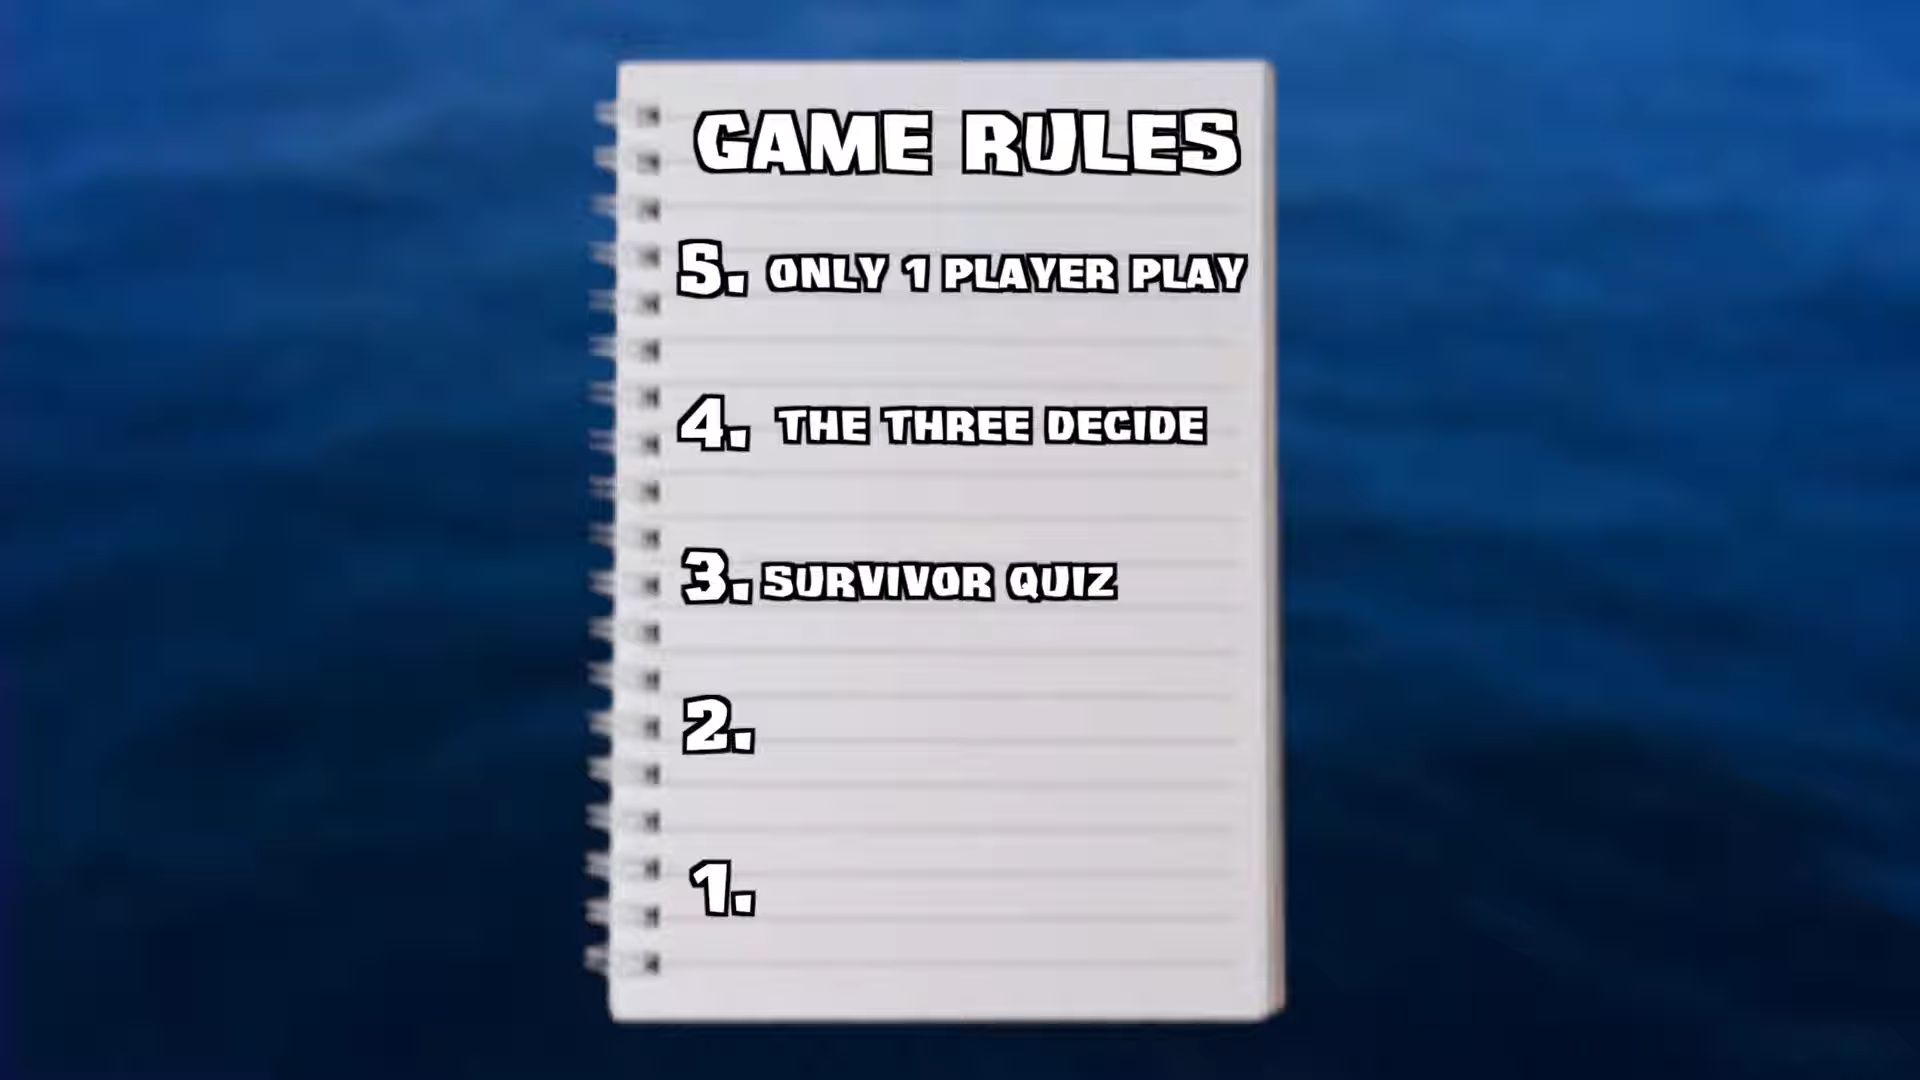 GAME RULES
5. ONLY 1 PLAYER PLAY
4. THE THREE DECIDE
3. SURVIVOR QUIZ
2.
1.